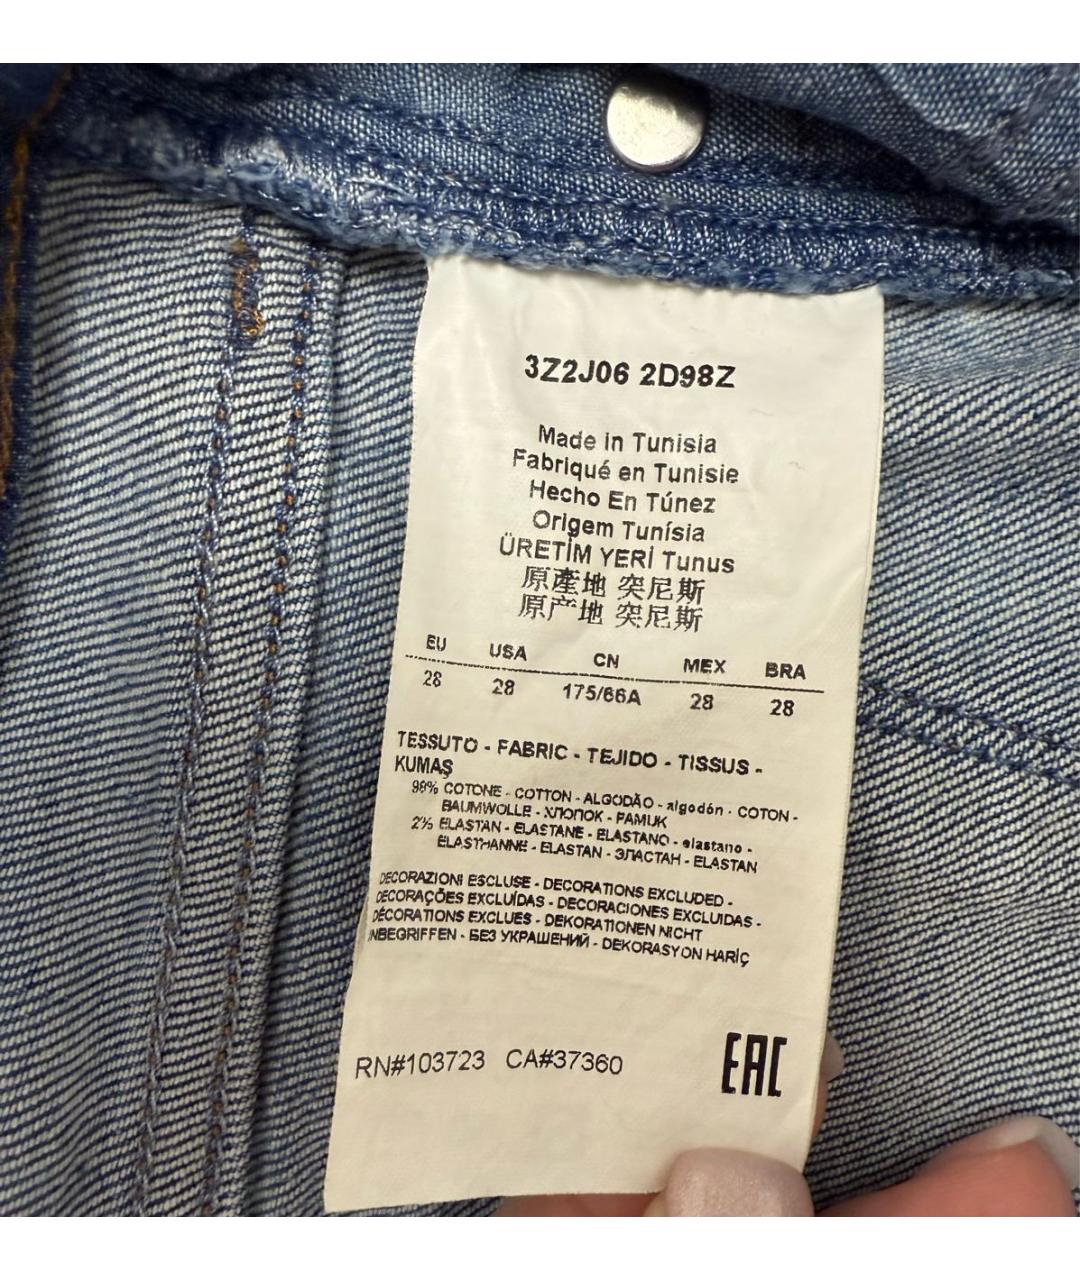 3Z2J06 2D98Z
Made in Tunisia
Fabriqué en Tunisie
Hecho En Túnez
Origem Tunísia
ÜRETİM YERİ Tunus
原產地 突尼斯
原产地 突尼斯
EU USA CN MEX BRA
28 28 175/66A 28 28
TESSUTO - FABRIC - TEJIDO - TISSUS -
KUMAŞ
98% COTONE - COTTON - ALGODÃO - algodón - COTON -
BAUMWOLLE - ХЛОПОК - PAMUK
2% ELASTAN - ELASTANE - ELASTANO - elastano -
ELASTHANNE - ELASTAN - ЭЛАСТАН - ELASTAN
DECORAZIONI ESCLUSE - DECORATIONS EXCLUDED -
DECORAÇÕES EXCLUÍDAS - DECORACIONES EXCLUIDAS -
DÉCORATIONS EXCLUES - DEKORATIONEN NICHT
INBEGRIFFEN - БЕЗ УКРАШЕНИЙ - DEKORASYON HARİÇ
RN#103723 CA#37360
EAC